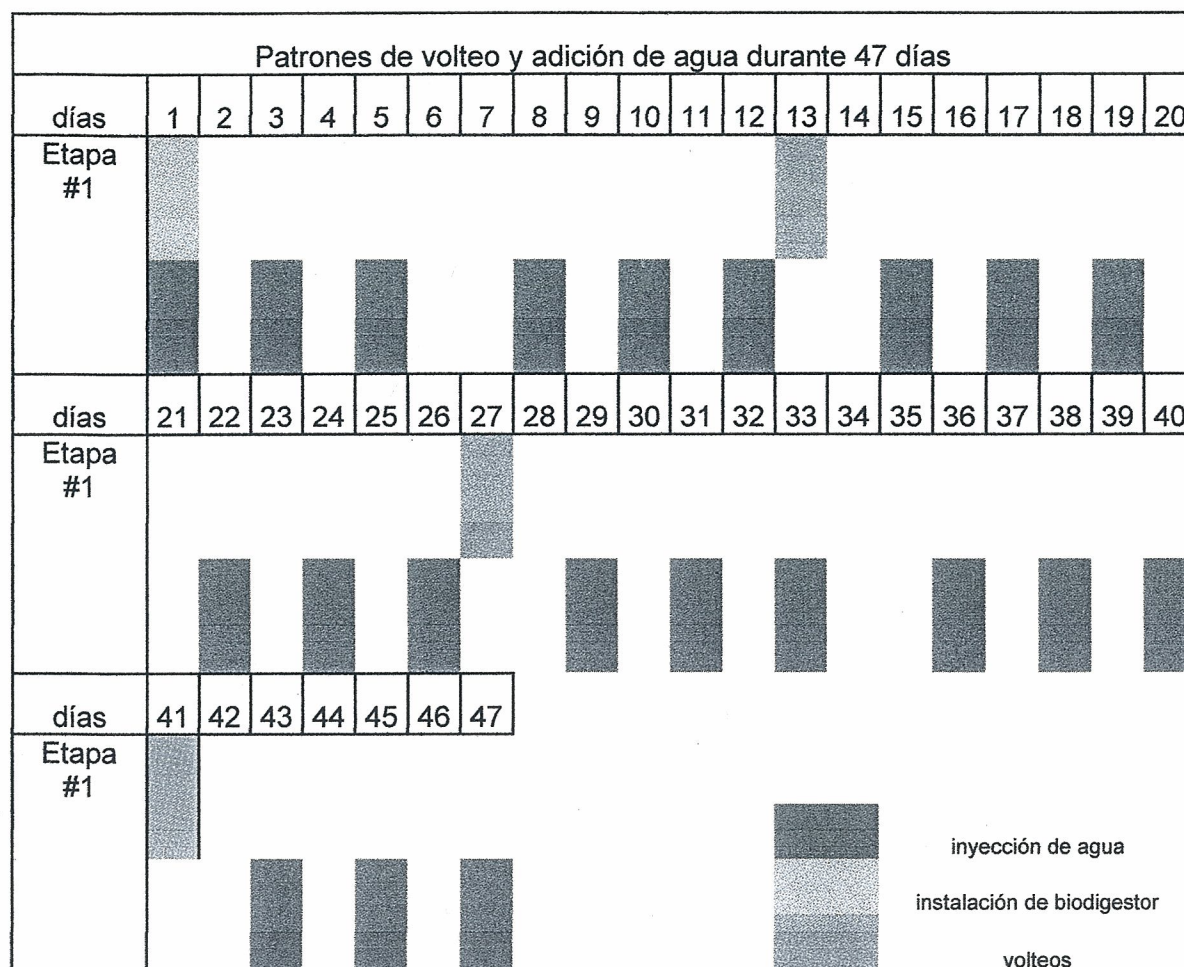 Patrones de volteo y adición de agua durante 47 días
días 1 2 3 4 5 6 7 8 9 10 11 12 13 14 15 16 17 18 19 20
Etapa
#1
días 21 22 23 24 25 26 27 28 29 30 31 32 33 34 35 36 37 38 39 40
Etapa
#1
días 41 42 43 44 45 46 47
Etapa
#1
inyección de agua
instalación de biodigestor
volteos